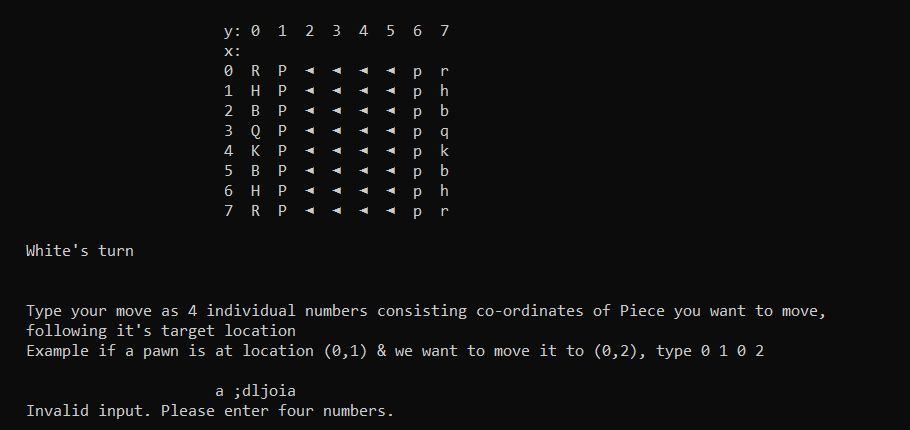 y: 0 1 2 3 4 5 6 7
x:
0 R P ◄ ◄ ◄ ◄ p r
1 H P ◄ ◄ ◄ ◄ p h
2 B P ◄ ◄ ◄ ◄ p b
3 Q P ◄ ◄ ◄ ◄ p q
4 K P ◄ ◄ ◄ ◄ p k
5 B P ◄ ◄ ◄ ◄ p b
6 H P ◄ ◄ ◄ ◄ p h
7 R P ◄ ◄ ◄ ◄ p r
White's turn
Type your move as 4 individual numbers consisting co-ordinates of Piece you want to move,
following it's target location
Example if a pawn is at location (0,1) & we want to move it to (0,2), type 0 1 0 2
a ;dljoia
Invalid input. Please enter four numbers.